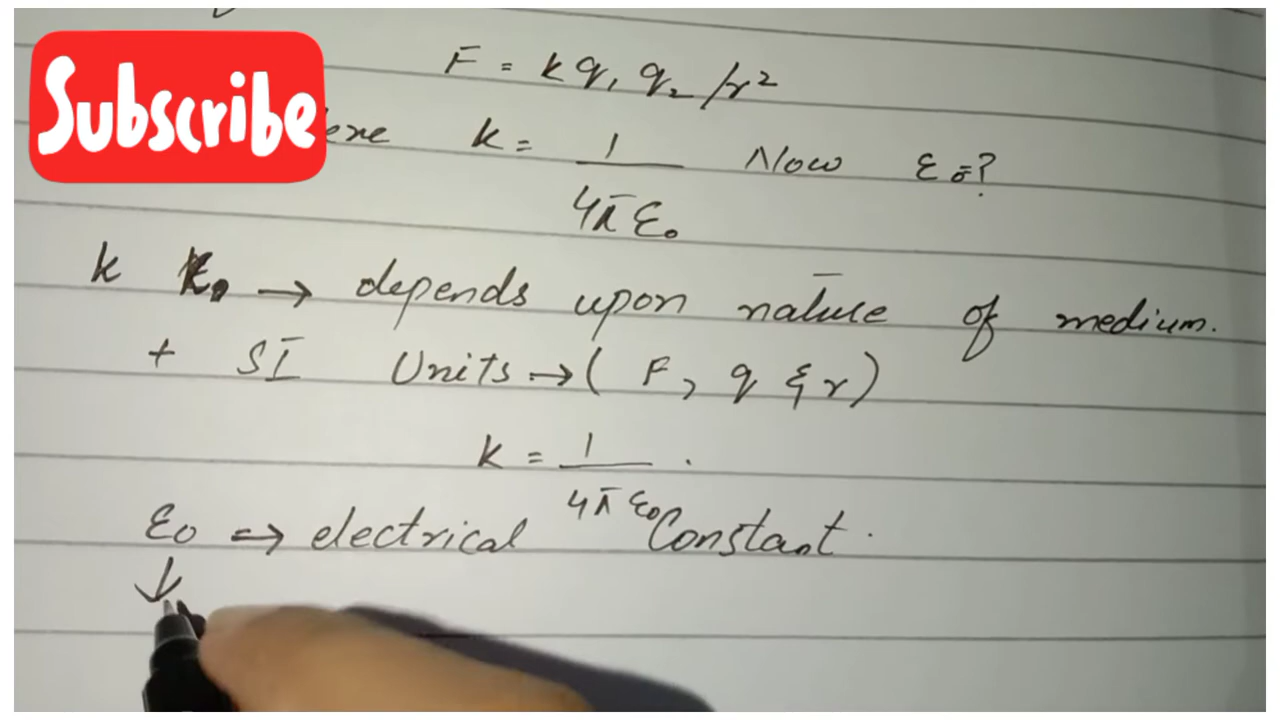 Subscribe
F = k q₁ q₂ / r²
k = 1 / 4π ε₀ Now ε₀ = ?
k → depends upon nature of medium.
+ SI Units → ( F, q & r )
k = 1 / 4π ε₀ .
ε₀ ⇒ electrical Constant .
↓